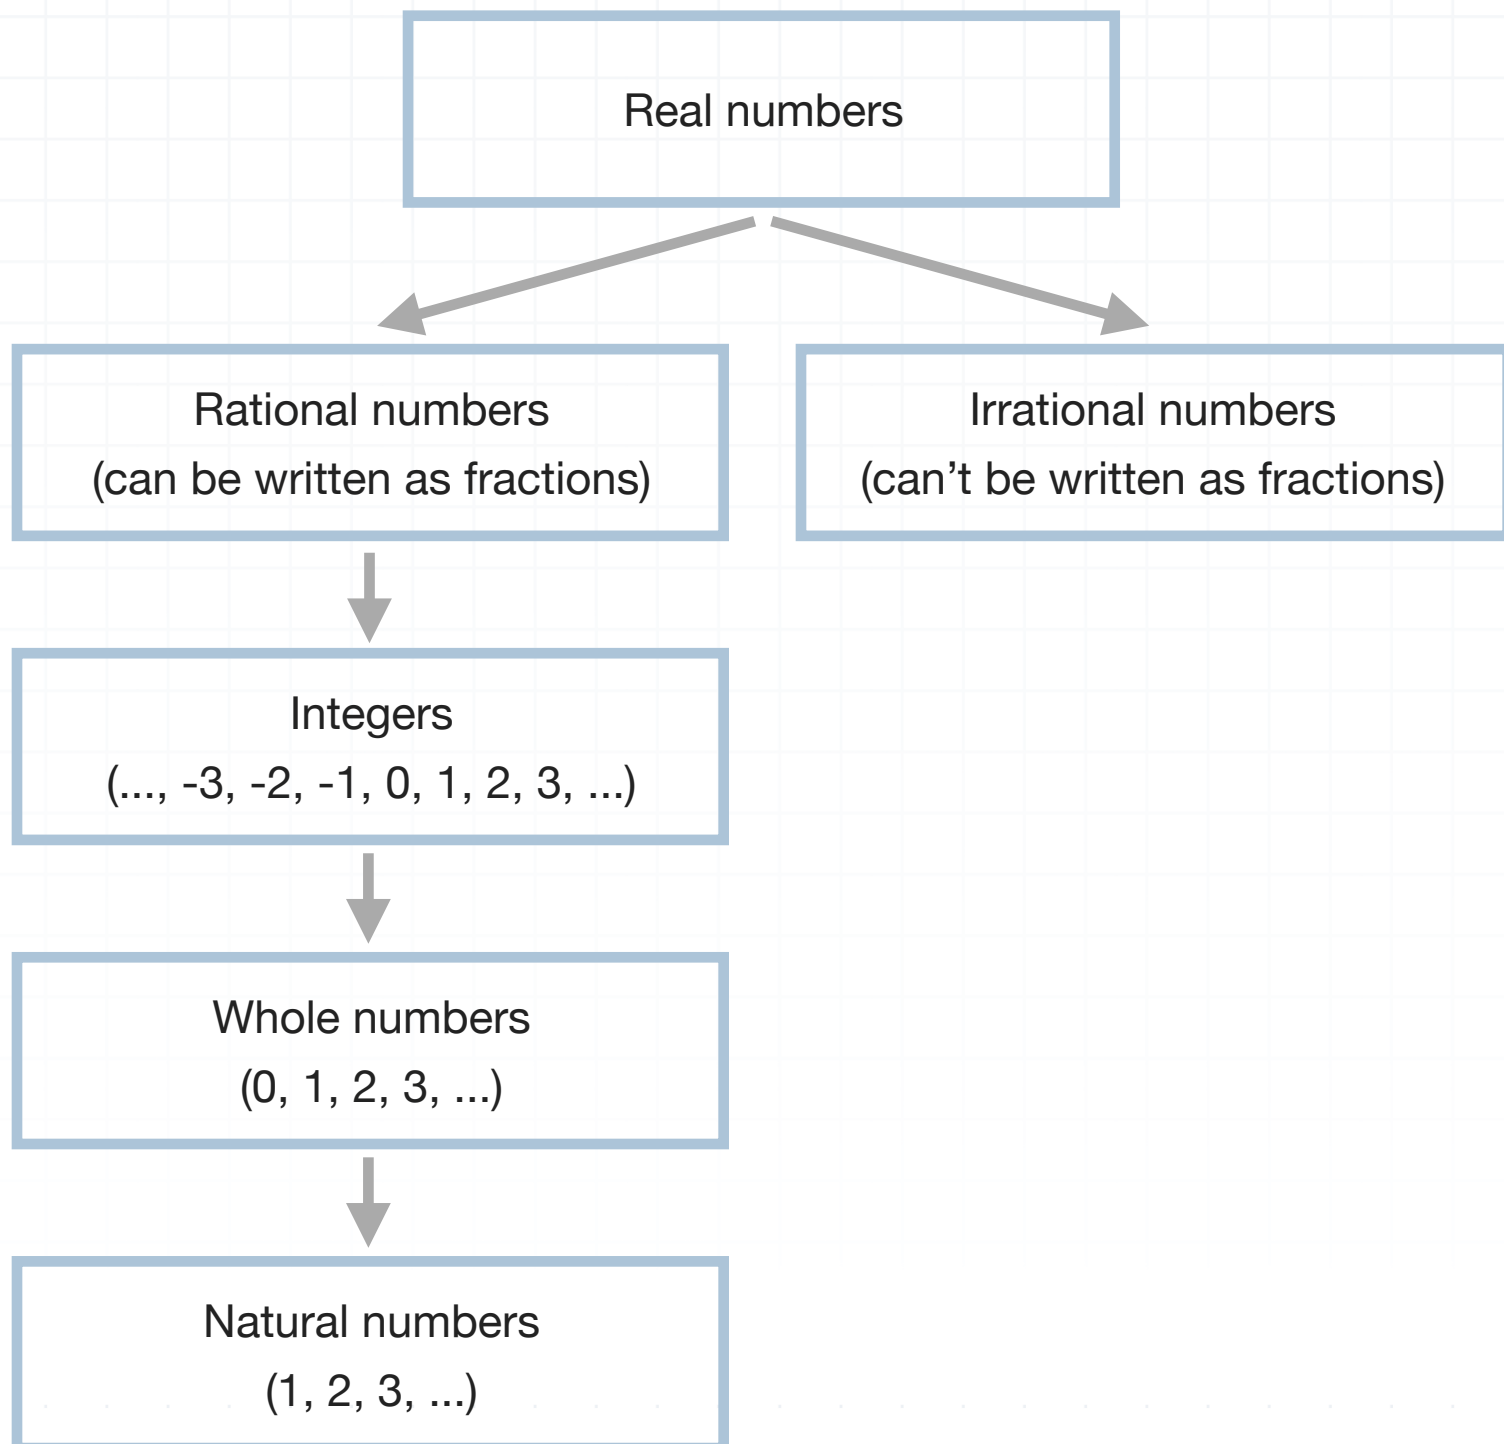 Real numbers
Rational numbers
(can be written as fractions)
Irrational numbers
(can’t be written as fractions)
Integers
(..., -3, -2, -1, 0, 1, 2, 3, ...)
Whole numbers
(0, 1, 2, 3, ...)
Natural numbers
(1, 2, 3, ...)